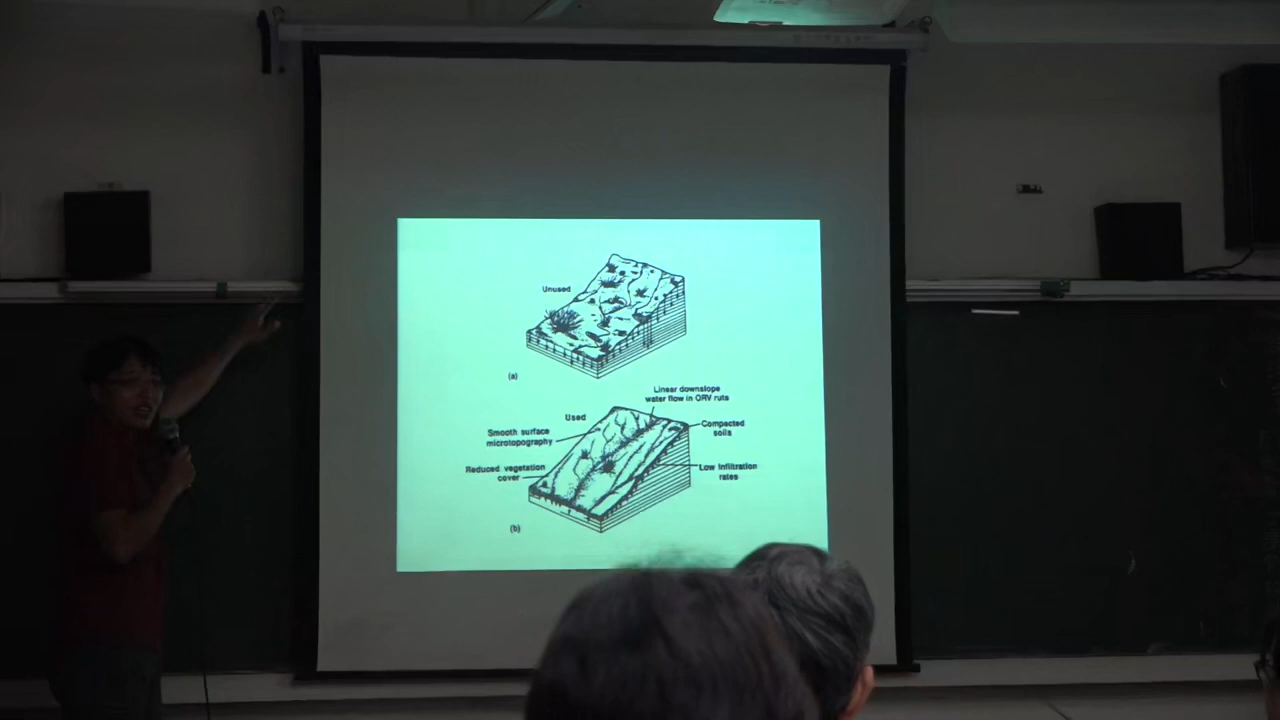 Unused
(a)
Linear downslope
water flow in ORV ruts
Used
Compacted
soils
Smooth surface
microtopography
Reduced vegetation
cover
Low infiltration
rates
(b)